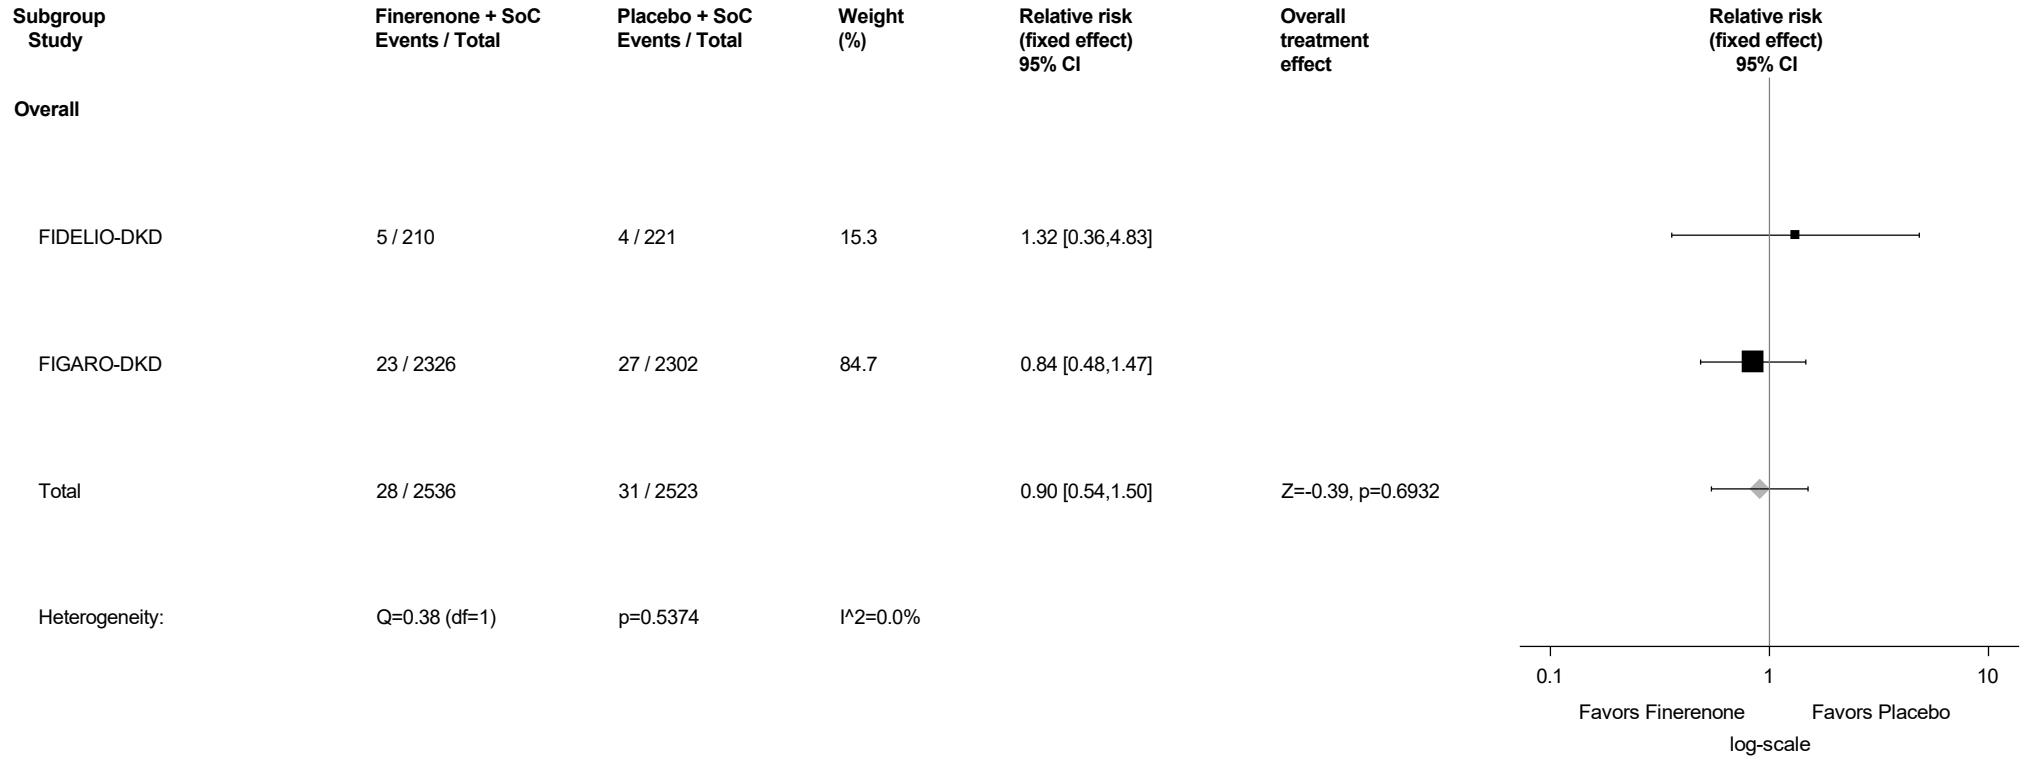 Subgroup Finerenone + SoC Placebo + SoC Weight Relative risk Overall Relative risk
Study Events / Total Events / Total (%) (fixed effect) treatment (fixed effect)
95% CI effect 95% CI
Overall
FIDELIO-DKD 5 / 210 4 / 221 15.3 1.32 [0.36,4.83]
FIGARO-DKD 23 / 2326 27 / 2302 84.7 0.84 [0.48,1.47]
Total 28 / 2536 31 / 2523 0.90 [0.54,1.50] Z=-0.39, p=0.6932
Heterogeneity: Q=0.38 (df=1) p=0.5374 I^2=0.0%
0.1 1 10
Favors Finerenone Favors Placebo
log-scale